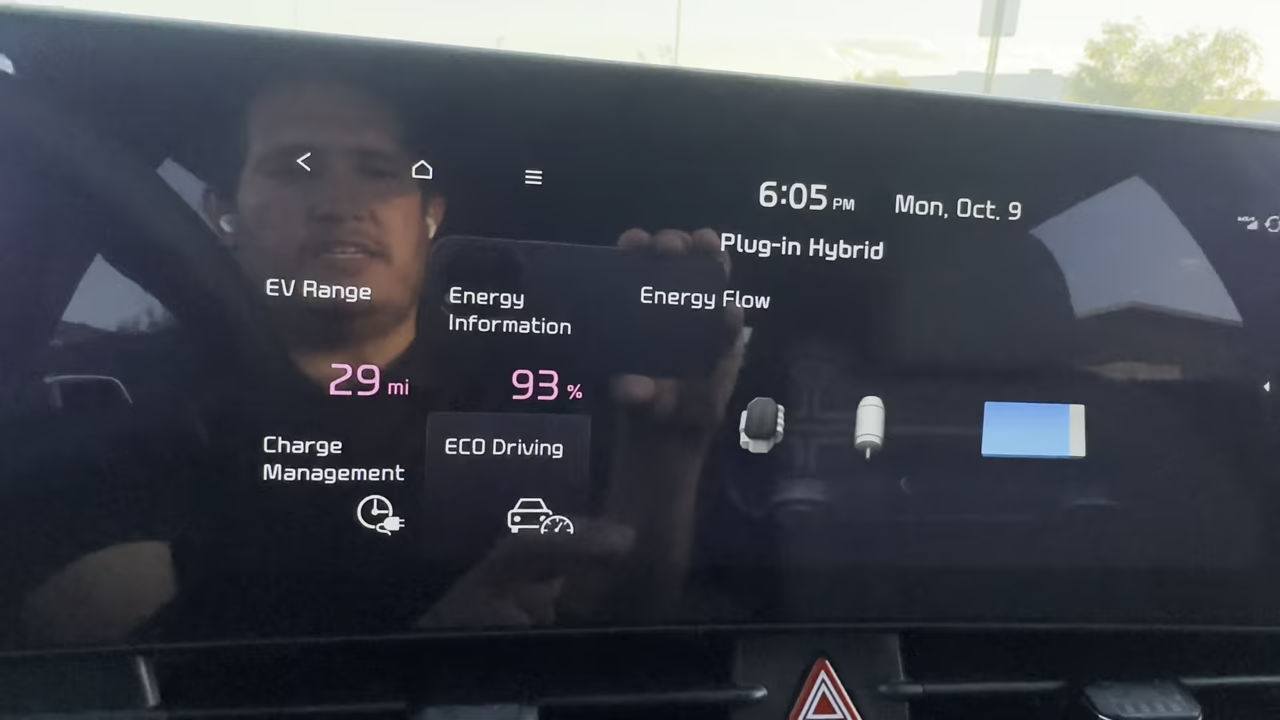 6:05 PM
Mon, Oct. 9
Plug-in Hybrid
EV Range
29 mi
Energy
Information
93 %
Energy Flow
Charge
Management
ECO Driving